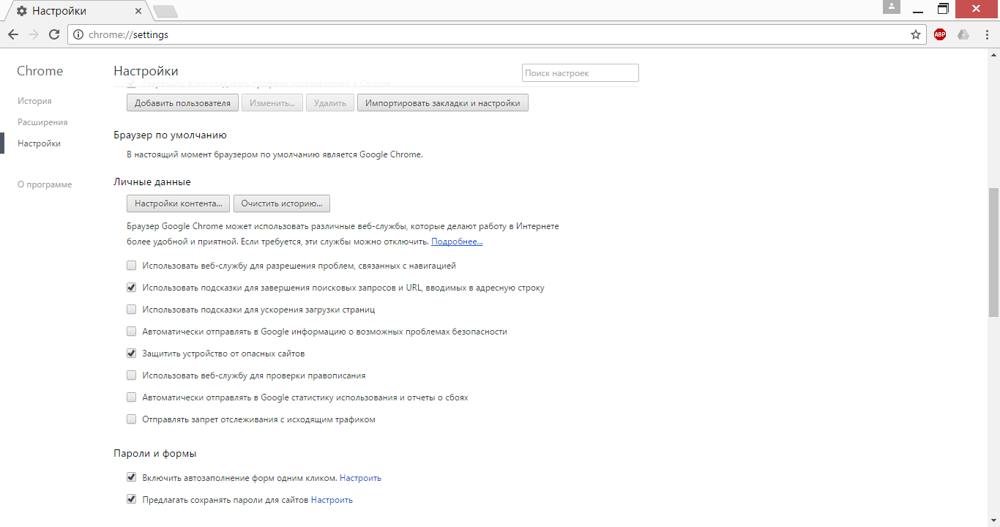 Настройки
chrome://settings
ABP
Chrome
Настройки
Поиск настроек
Разрешить всем создавать профили пользователей в Chrome
История
Добавить пользователя
Изменить...
Удалить
Импортировать закладки и настройки
Расширения
Настройки
О программе
Браузер по умолчанию
В настоящий момент браузером по умолчанию является Google Chrome.
Личные данные
Настройки контента...
Очистить историю...
Браузер Google Chrome может использовать различные веб-службы, которые делают работу в Интернете
более удобной и приятной. Если требуется, эти службы можно отключить. Подробнее...
Использовать веб-службу для разрешения проблем, связанных с навигацией
Использовать подсказки для завершения поисковых запросов и URL, вводимых в адресную строку
Использовать подсказки для ускорения загрузки страниц
Автоматически отправлять в Google информацию о возможных проблемах безопасности
Защитить устройство от опасных сайтов
Использовать веб-службу для проверки правописания
Автоматически отправлять в Google статистику использования и отчеты о сбоях
Отправлять запрет отслеживания с исходящим трафиком
Пароли и формы
Включить автозаполнение форм одним кликом. Настроить
Предлагать сохранять пароли для сайтов Настроить